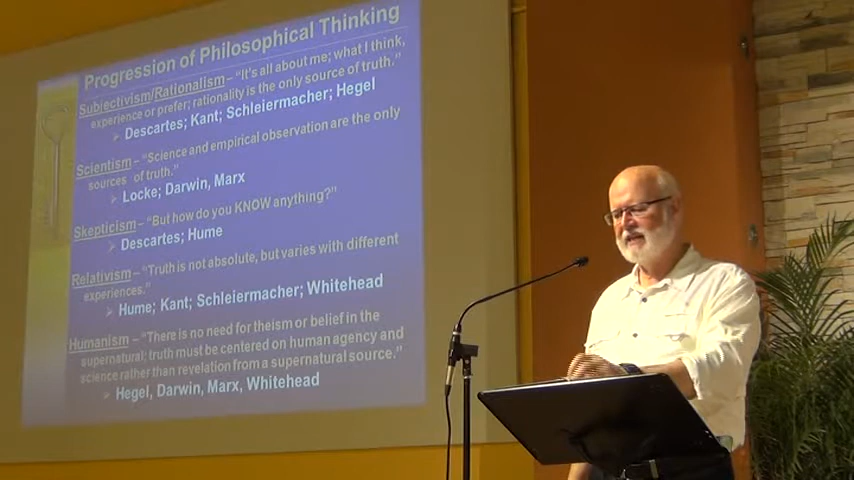 Progression of Philosophical Thinking
Subjectivism/Rationalism – “It's all about me; what I think,
experience or prefer; rationality is the only source of truth.”
➢ Descartes; Kant; Schleiermacher; Hegel
Scientism – “Science and empirical observation are the only
sources of truth.”
➢ Locke; Darwin, Marx
Skepticism – “But how do you KNOW anything?”
➢ Descartes; Hume
Relativism – “Truth is not absolute, but varies with different
experiences.”
➢ Hume; Kant; Schleiermacher; Whitehead
Humanism – “There is no need for theism or belief in the
supernatural; truth must be centered on human agency and
science rather than revelation from a supernatural source.”
➢ Hegel, Darwin, Marx, Whitehead